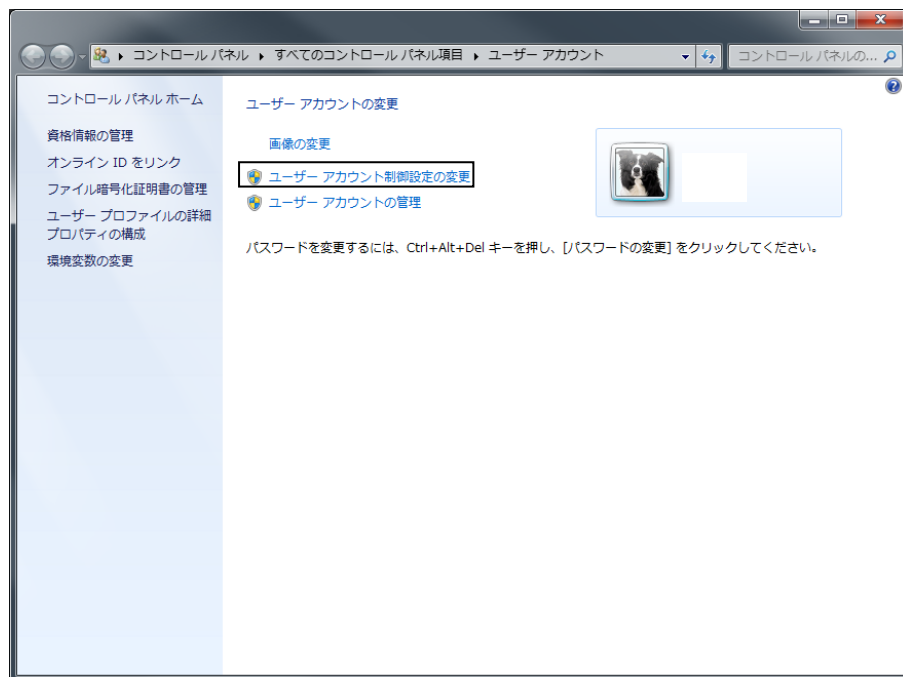 コントロール パネル ▸ すべてのコントロール パネル項目 ▸ ユーザー アカウント
コントロール パネルの...
コントロール パネル ホーム
資格情報の管理
オンライン ID をリンク
ファイル暗号化証明書の管理
ユーザー プロファイルの詳細
プロパティの構成
環境変数の変更
ユーザー アカウントの変更
画像の変更
ユーザー アカウント制御設定の変更
ユーザー アカウントの管理
パスワードを変更するには、Ctrl+Alt+Del キーを押し、[パスワードの変更] をクリックしてください。